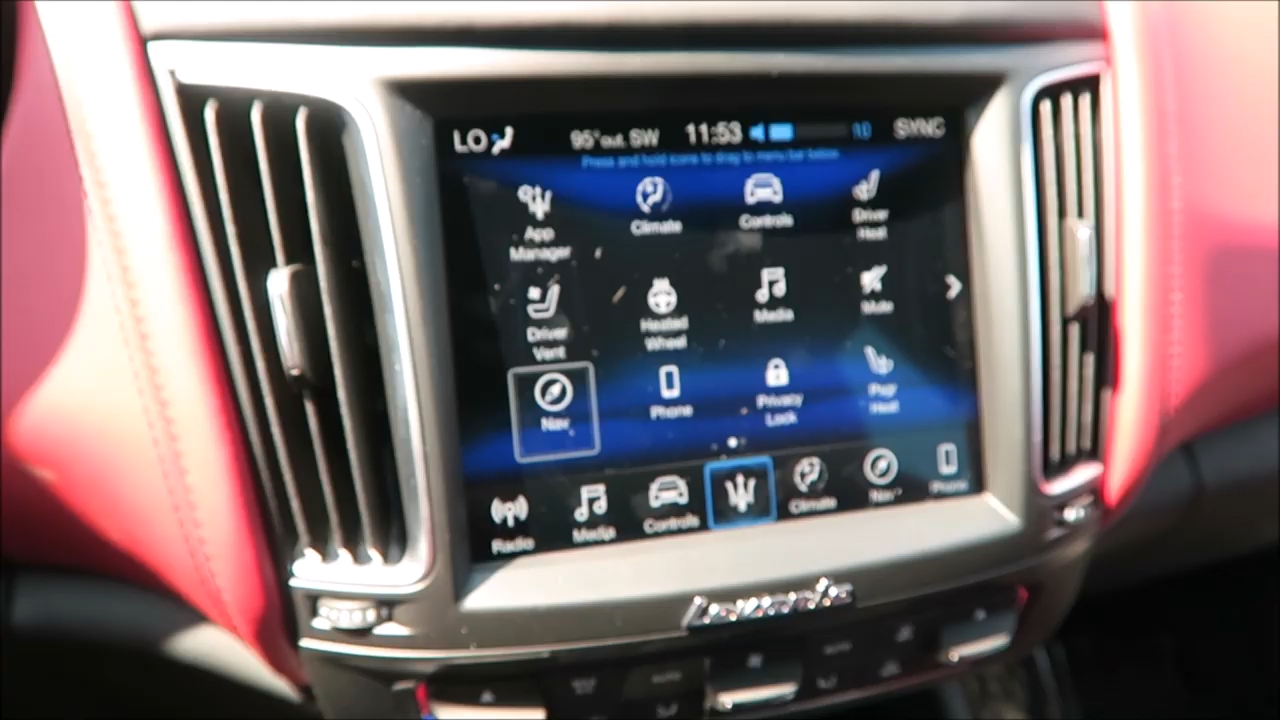 LO 95° out. SW 11:53 10 SYNC
Press and hold icons to drag to menu bar below.
App Manager
Climate
Controls
Driver Heat
Driver Vent
Heated Wheel
Media
Mute
Nav
Phone
Privacy Lock
Psgr Heat
Radio
Media
Controls
Climate
Nav
Phone
Levante